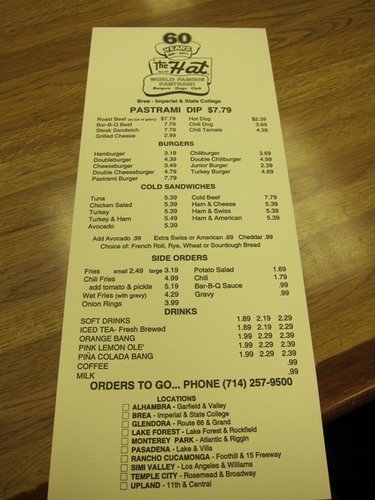 60
YEARS
The Hat
WORLD FAMOUS
PASTRAMI
Burgers - Dogs - Chili
Brea - Imperial & State College
PASTRAMI DIP $7.79
Roast Beef (au jus or gravy) $7.79 Hot Dog $2.39
Bar-B-Q Beef 7.79 Chili Dog 3.69
Steak Sandwich 7.79 Chili Tamale 4.39
Grilled Cheese 2.99
BURGERS
Hamburger 3.19 Chiliburger 3.69
Doubleburger 4.39 Double Chiliburger 4.99
Cheeseburger 3.49 Junior Burger 2.39
Double Cheeseburger 4.79 Turkey Burger 4.69
Pastrami Burger 7.79
COLD SANDWICHES
Tuna 5.39 Cold Beef 7.79
Chicken Salad 5.39 Ham & Cheese 5.39
Turkey 5.39 Ham & Swiss 5.39
Turkey & Ham 5.49 Ham & American 5.39
Avocado 5.39
Add Avocado .99 Extra Swiss or American .69 Cheddar .99
Choice of: French Roll, Rye, Wheat or Sourdough Bread
SIDE ORDERS
Fries small 2.49 large 3.19 Potato Salad 1.69
Chili Fries 4.99 Chili 1.79
add tomato & pickle 5.19 Bar-B-Q Sauce .99
Wet Fries (with gravy) 4.29 Gravy .99
Onion Rings 3.99
DRINKS
SOFT DRINKS 1.89 2.19 2.29
ICED TEA- Fresh Brewed 1.89 2.19 2.29
ORANGE BANG 1.99 2.29 2.39
PINK LEMON OLE' 1.99 2.29 2.39
PIÑA COLADA BANG 1.99 2.29 2.39
COFFEE .99
MILK .99
ORDERS TO GO... PHONE (714) 257-9500
LOCATIONS
ALHAMBRA - Garfield & Valley
BREA - Imperial & State College
GLENDORA - Route 66 & Grand
LAKE FOREST - Lake Forest & Rockfield
MONTEREY PARK - Atlantic & Riggin
PASADENA - Lake & Villa
RANCHO CUCAMONGA - Foothill & 15 Freeway
SIMI VALLEY - Los Angeles & Williams
TEMPLE CITY - Rosemead & Broadway
UPLAND - 11th & Central